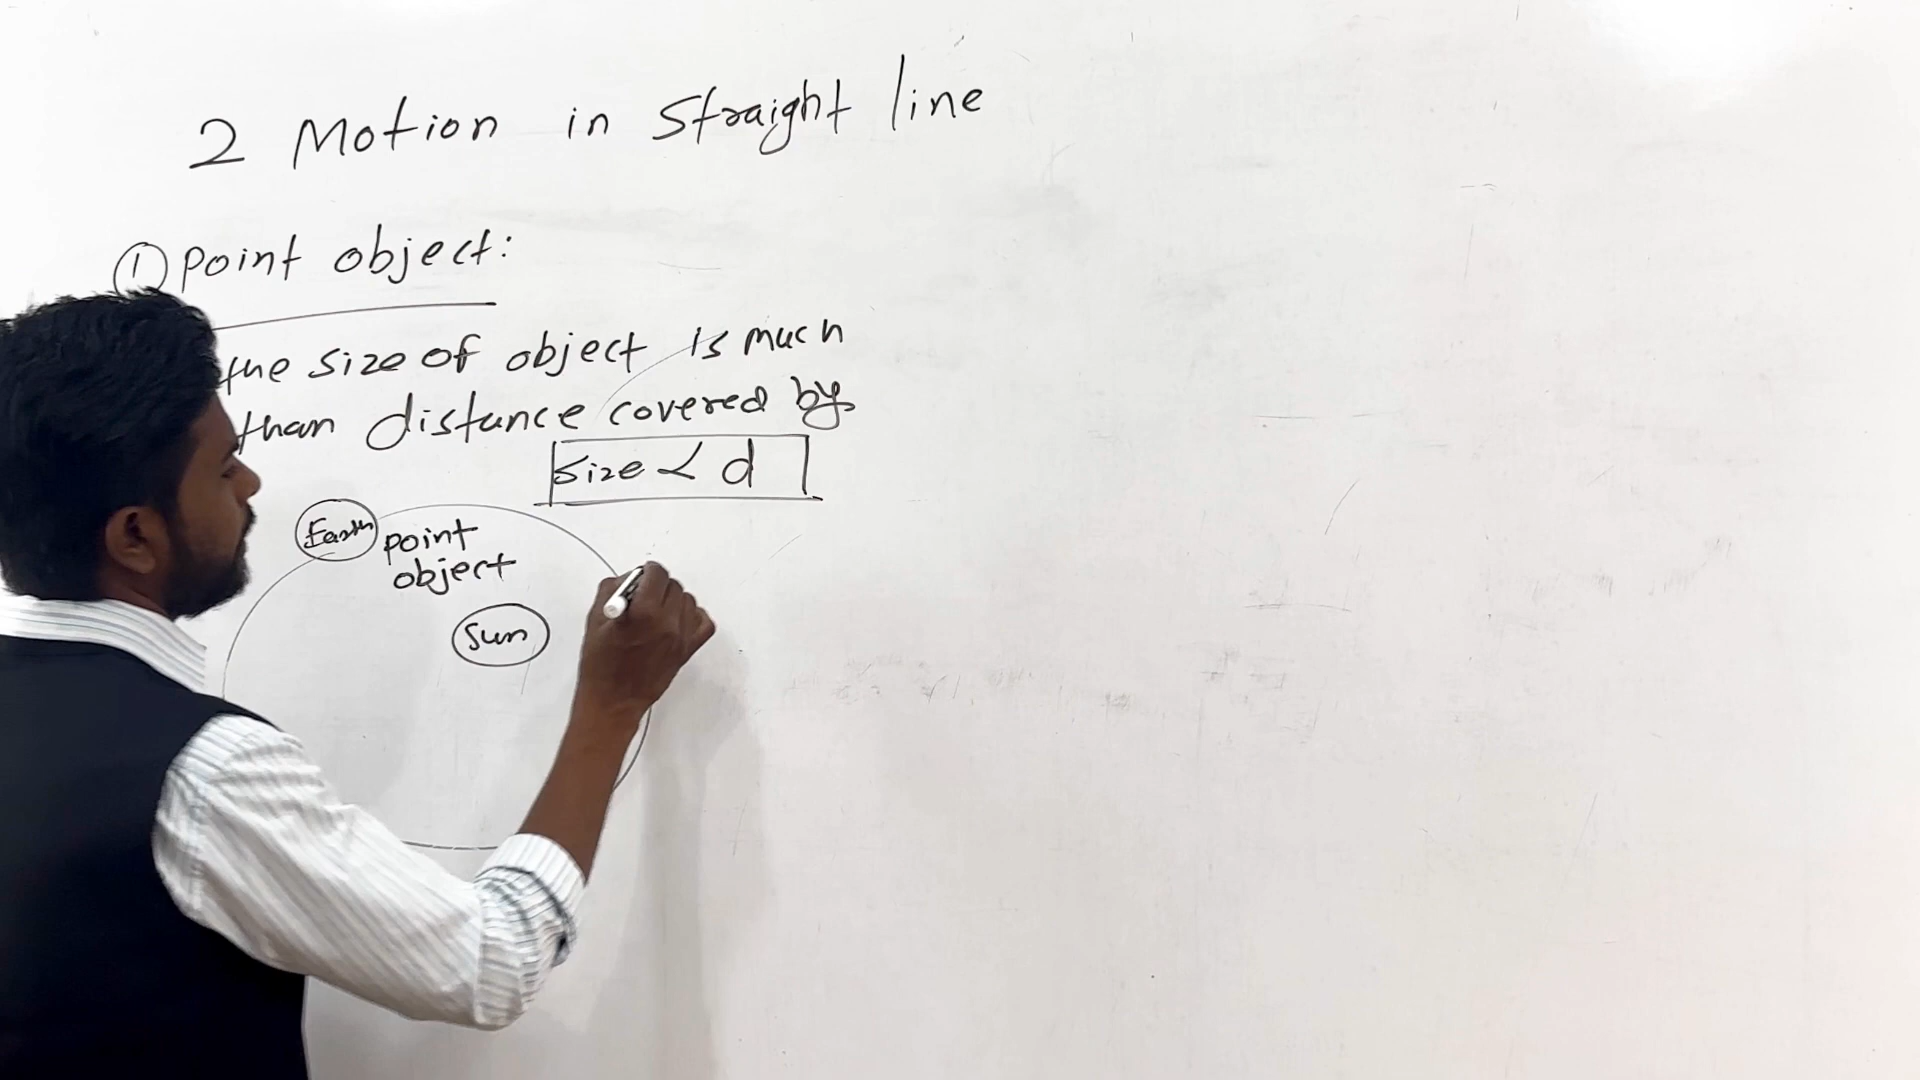 2 Motion in Straight line
① point object:
the size of object is much
than distance covered by
size < d
Earth
point
object
Sun